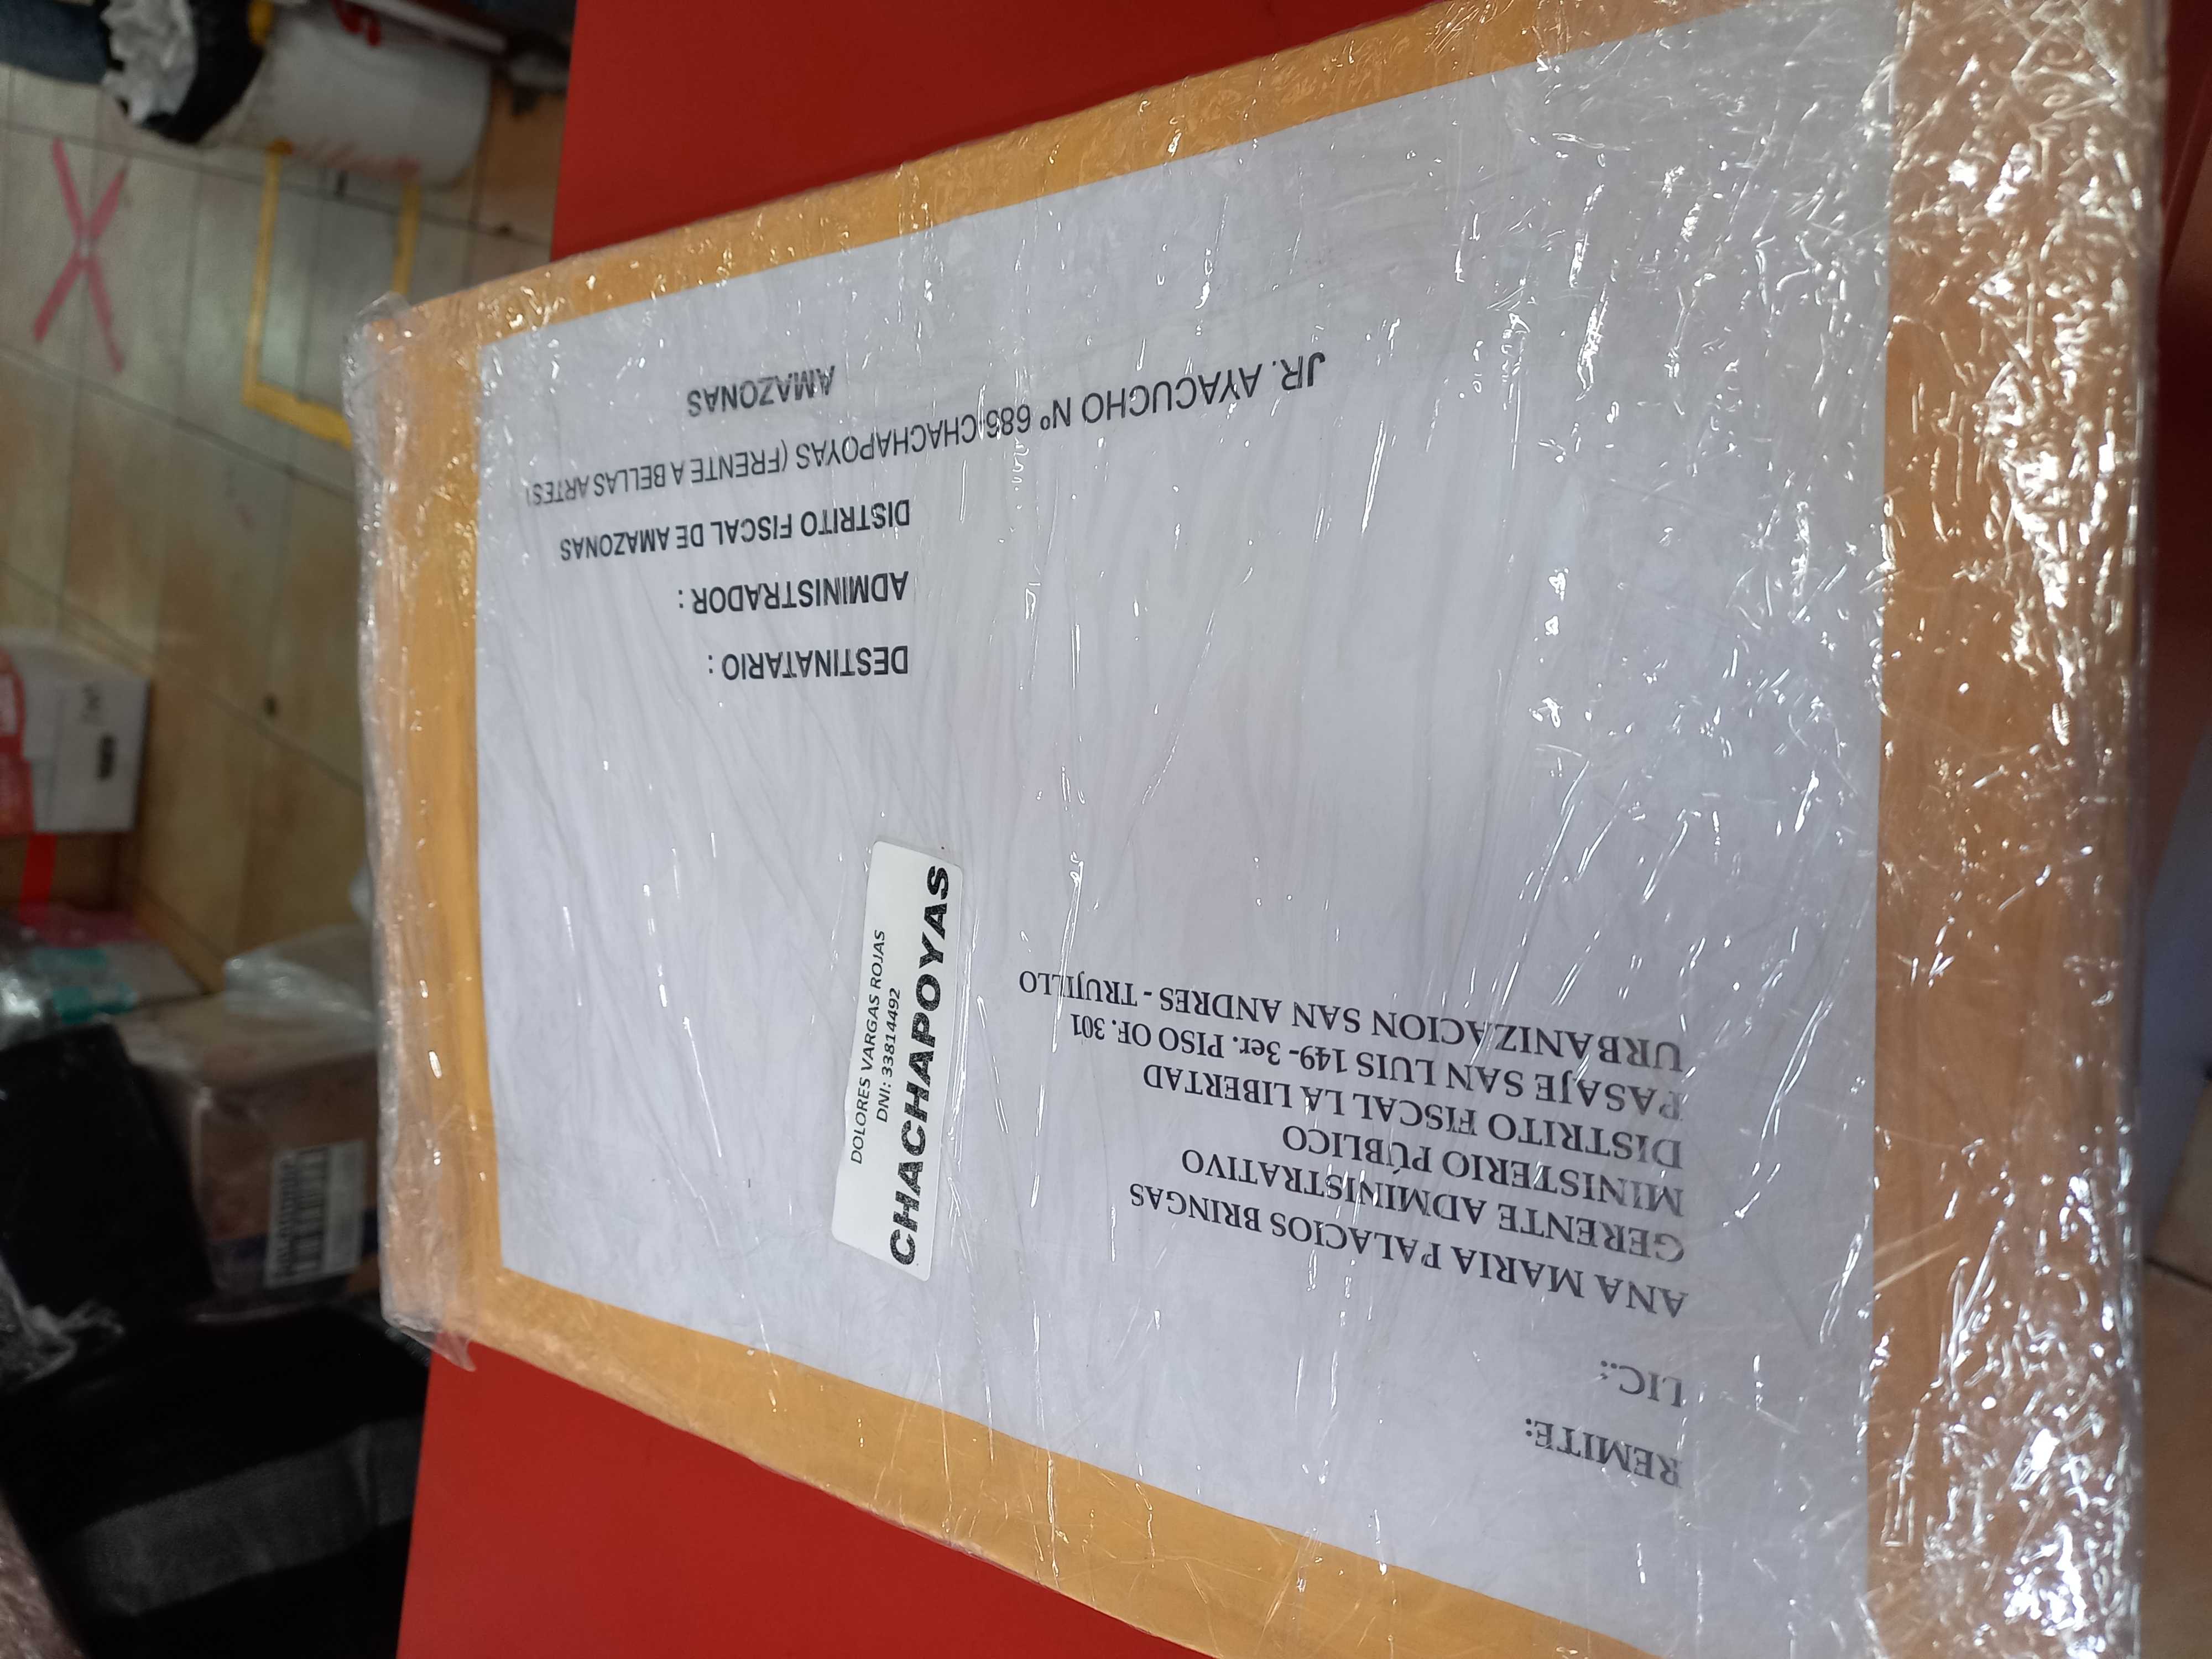 REMITE:
LIC.:
ANA MARIA PALACIOS BRINGAS
GERENTE ADMINISTRATIVO
MINISTERIO PÚBLICO
DISTRITO FISCAL LA LIBERTAD
PASAJE SAN LUIS 149- 3er. PISO OF. 301
URBANIZACION SAN ANDRES - TRUJILLO
DOLORES VARGAS ROJAS
DNI: 338144492
CHACHAPOYAS
DESTINATARIO :
ADMINISTRADOR :
DISTRITO FISCAL DE AMAZONAS
JR. AYACUCHO Nº 686-CHACHAPOYAS (FRENTE A BELLAS ARTES)
AMAZONAS